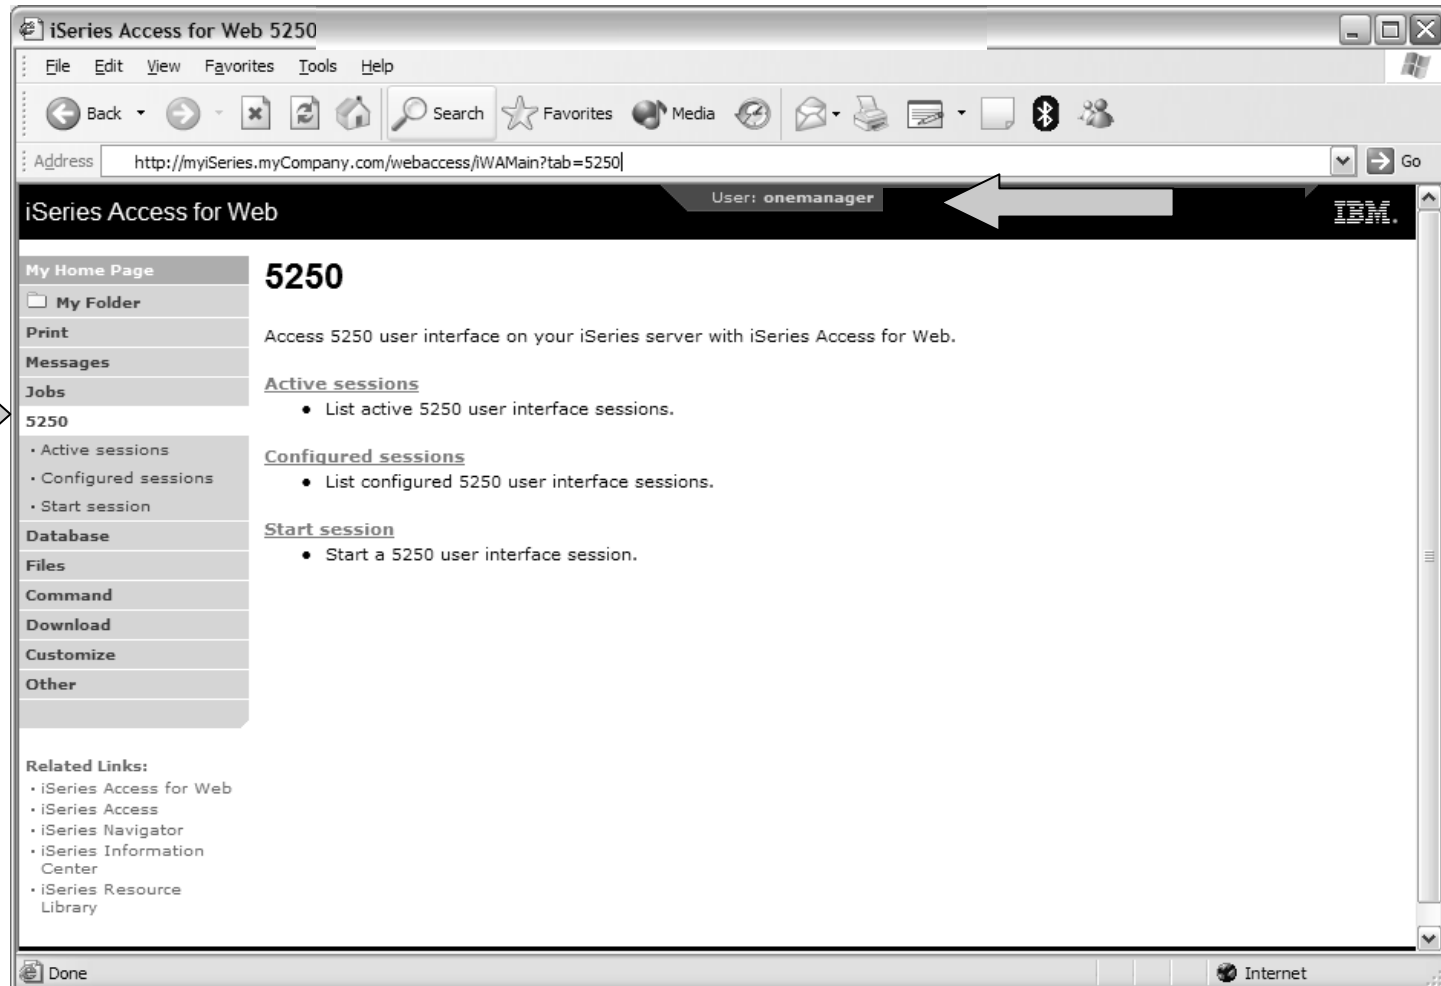 iSeries Access for Web 5250
File Edit View Favorites Tools Help
Back Search Favorites Media
Address http://myiSeries.myCompany.com/webaccess/iWAMain?tab=5250 Go
iSeries Access for Web User: onemanager IBM.
My Home Page
My Folder
Print
Messages
Jobs
5250
• Active sessions
• Configured sessions
• Start session
Database
Files
Command
Download
Customize
Other
Related Links:
• iSeries Access for Web
• iSeries Access
• iSeries Navigator
• iSeries Information
Center
• iSeries Resource
Library
5250
Access 5250 user interface on your iSeries server with iSeries Access for Web.
Active sessions
• List active 5250 user interface sessions.
Configured sessions
• List configured 5250 user interface sessions.
Start session
• Start a 5250 user interface session.
Done Internet